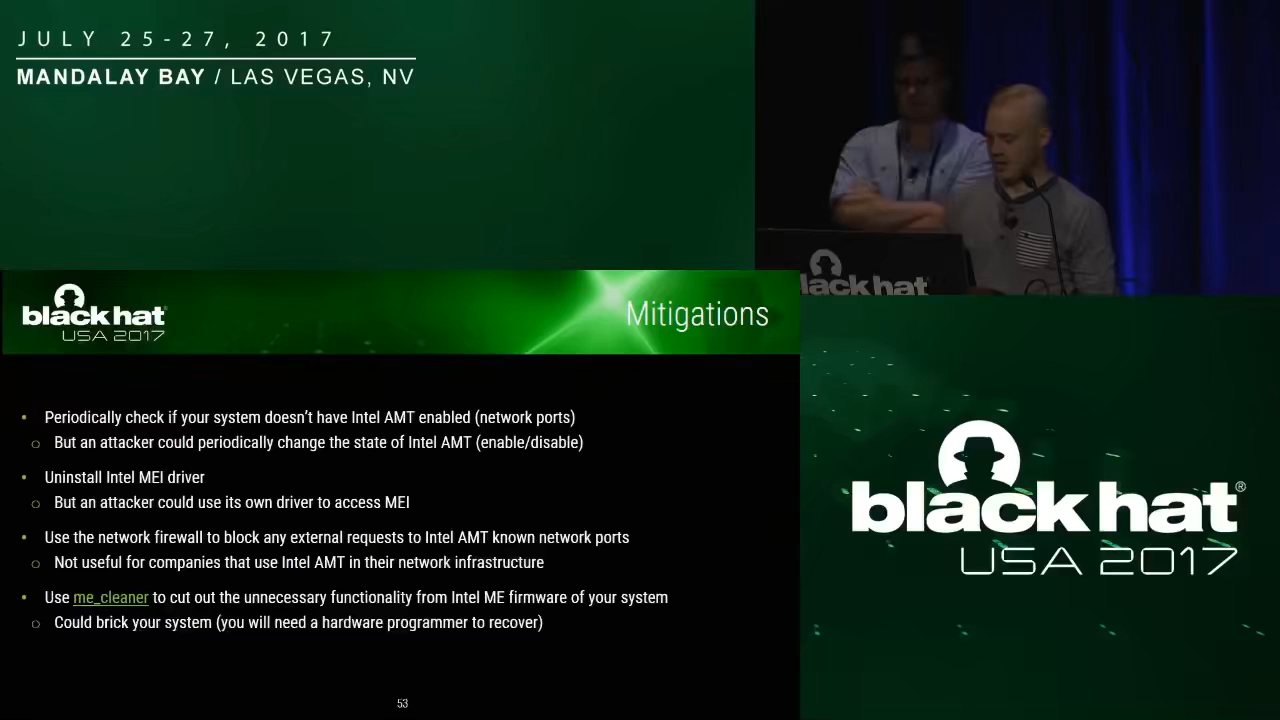 JULY 25-27, 2017
MANDALAY BAY / LAS VEGAS, NV
black hat
black hat
USA 2017
Mitigations
• Periodically check if your system doesn't have Intel AMT enabled (network ports)
○ But an attacker could periodically change the state of Intel AMT (enable/disable)
• Uninstall Intel MEI driver
○ But an attacker could use its own driver to access MEI
• Use the network firewall to block any external requests to Intel AMT known network ports
○ Not useful for companies that use Intel AMT in their network infrastructure
• Use me_cleaner to cut out the unnecessary functionality from Intel ME firmware of your system
○ Could brick your system (you will need a hardware programmer to recover)
53
black hat®
USA 2017